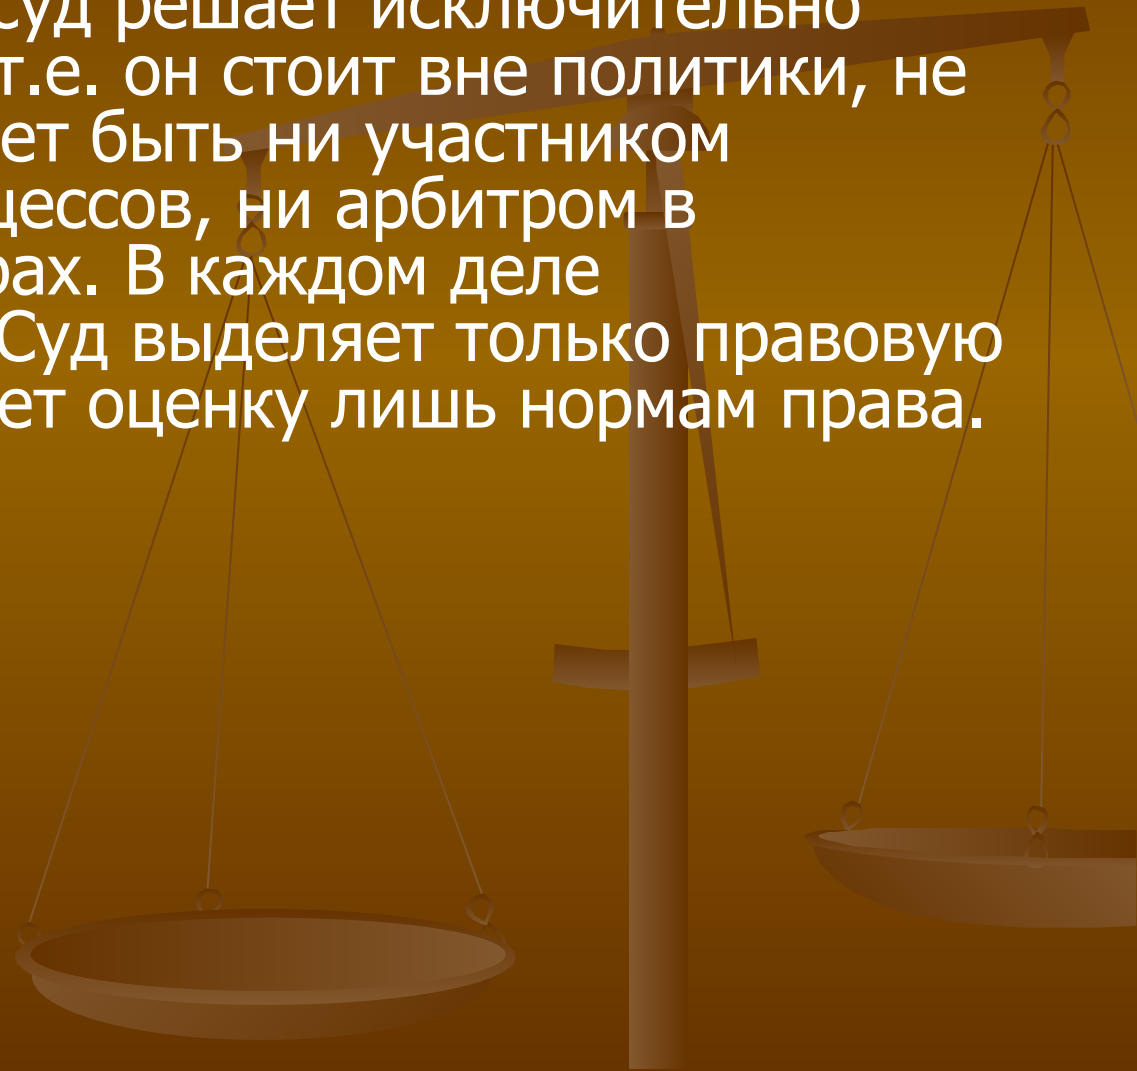 Суд решает исключительно
т.е. он стоит вне политики, не
ет быть ни участником
цессов, ни арбитром в
рах. В каждом деле
Суд выделяет только правовую
ет оценку лишь нормам права.